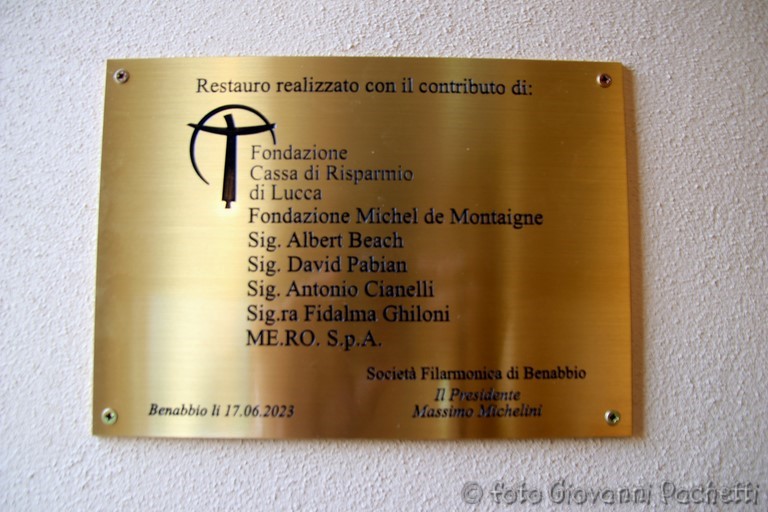 Restauro realizzato con il contributo di:
Fondazione
Cassa di Risparmio
di Lucca
Fondazione Michel de Montaigne
Sig. Albert Beach
Sig. David Pabian
Sig. Antonio Cianelli
Sig.ra Fidalma Ghiloni
ME.RO. S.p.A.
Società Filarmonica di Benabbio
Il Presidente
Benabbio li 17.06.2023 Massimo Michelini
© foto Giovanni Pachetti